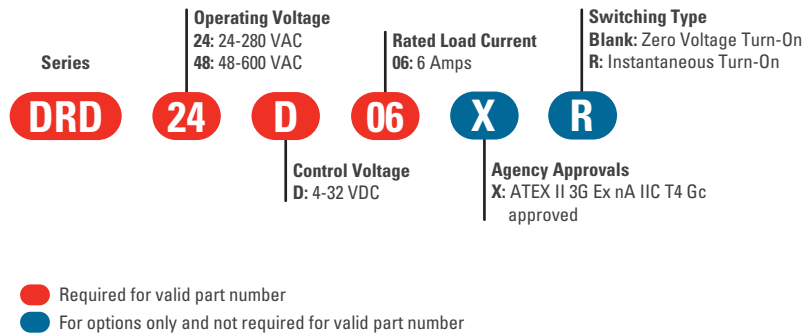 Operating Voltage
24: 24-280 VAC
48: 48-600 VAC
Switching Type
Blank: Zero Voltage Turn-On
R: Instantaneous Turn-On
Rated Load Current
06: 6 Amps
Series
DRD 24 D 06 X R
Control Voltage
D: 4-32 VDC
Agency Approvals
X: ATEX II 3G Ex nA IIC T4 Gc
approved
Required for valid part number
For options only and not required for valid part number